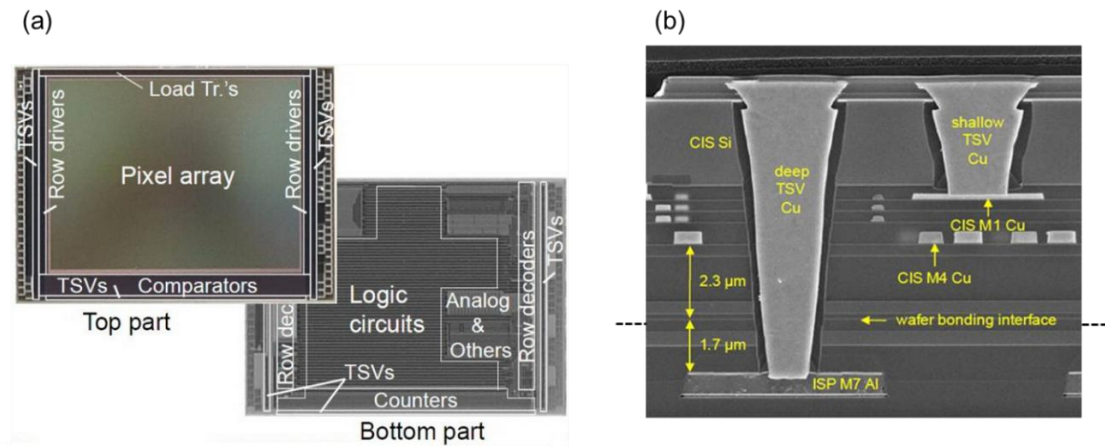 (a)
Load Tr.'s
TSVs
Row drivers
Pixel array
Row drivers
TSVs
TSVs
Comparators
Top part
Row dec
Logic
circuits
Analog
&
Others
Row decoders
TSVs
TSVs
Counters
Bottom part
(b)
CIS Si
deep
TSV
Cu
shallow
TSV
Cu
CIS M1 Cu
CIS M4 Cu
2.3 μm
wafer bonding interface
1.7 μm
ISP M7 Al